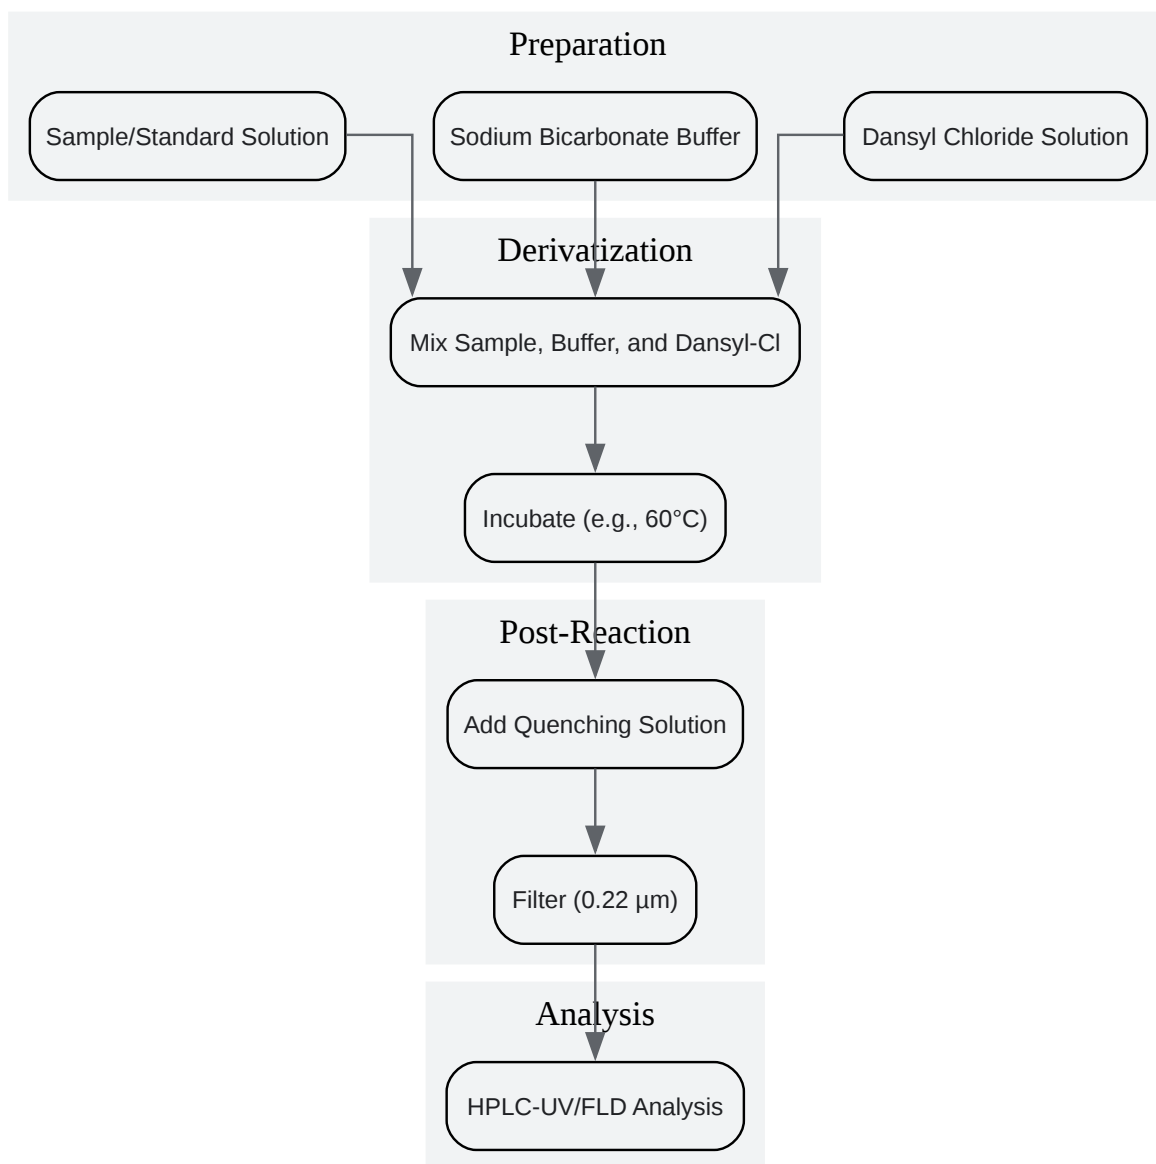 Preparation
Sample/Standard Solution
Sodium Bicarbonate Buffer
Dansyl Chloride Solution
Derivatization
Mix Sample, Buffer, and Dansyl-Cl
Incubate (e.g., 60°C)
Post-Reaction
Add Quenching Solution
Filter (0.22 µm)
Analysis
HPLC-UV/FLD Analysis